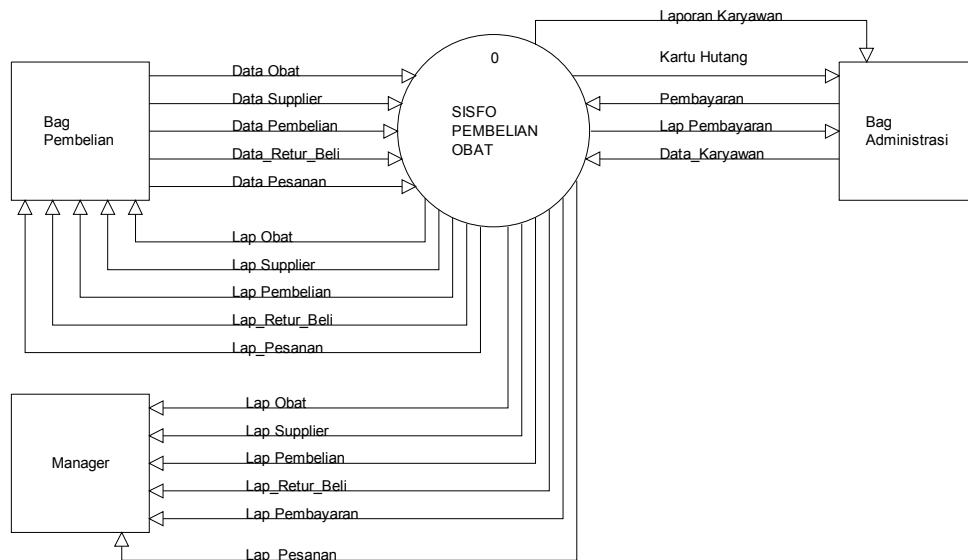 Laporan Karyawan
0
Kartu Hutang
Data Obat
Data Supplier
Pembayaran
Bag
Pembelian
SISFO
PEMBELIAN
OBAT
Bag
Administrasi
Data Pembelian
Lap Pembayaran
Data_Retur_Beli
Data_Karyawan
Data Pesanan
Lap Obat
Lap Supplier
Lap Pembelian
Lap_Retur_Beli
Lap_Pesanan
Lap Obat
Lap Supplier
Manager
Lap Pembelian
Lap_Retur_Beli
Lap Pembayaran
Lap_Pesanan